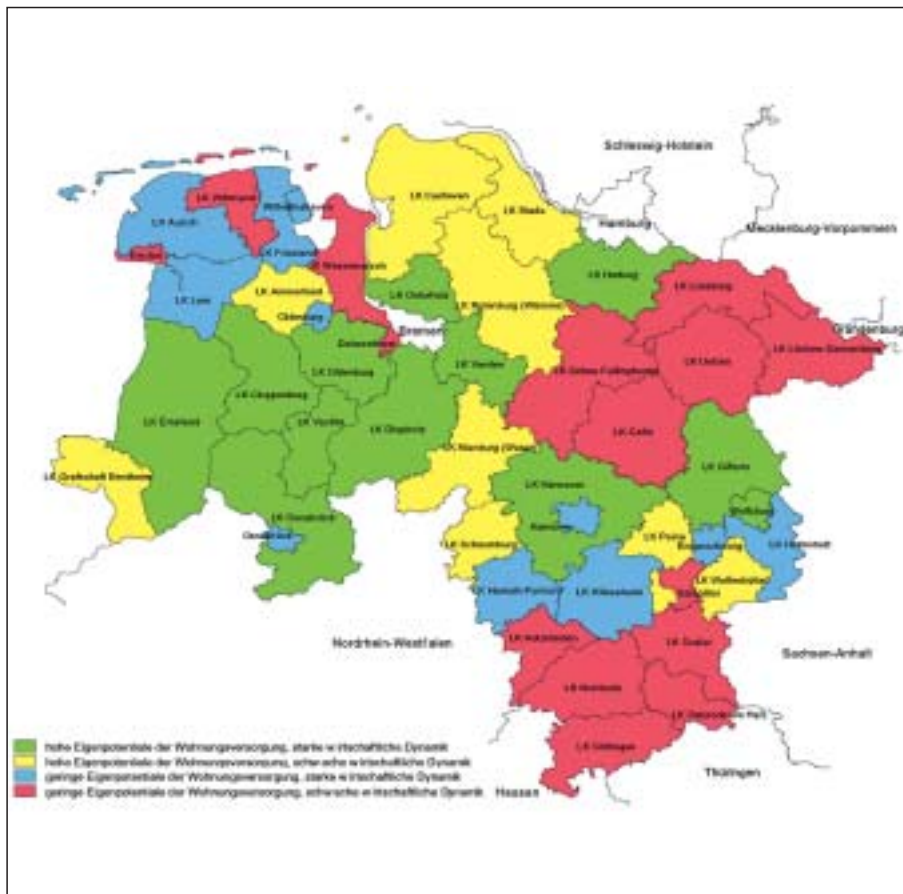 Schleswig-Holstein
LK Cuxhaven
LK Stade
Hamburg
Mecklenburg-Vorpommern
LK Wittmund
Wilhelmshaven
LK Aurich
Emden
LK Friesland
LK Wesermarsch
LK Harburg
LK Lüneburg
LK Leer
LK Ammerland
LK Osterholz
LK Rotenburg (Wümme)
Oldenburg
Bremen
Delmenhorst
LK Uelzen
LK Lüchow-Dannenberg
LK Oldenburg
LK Verden
LK Soltau-Fallingbostel
LK Cloppenburg
LK Emsland
LK Vechta
LK Diepholz
LK Celle
LK Nienburg (Weser)
LK Grafschaft Bentheim
LK Gifhorn
LK Hannover
Wolfsburg
LK Osnabrück
Osnabrück
Hannover
LK Schaumburg
LK Peine
Braunschweig
LK Helmstedt
LK Wolfenbüttel
LK Hameln-Pyrmont
LK Hildesheim
Salzgitter
Nordrhein-Westfalen
LK Holzminden
LK Goslar
Sachsen-Anhalt
LK Northeim
LK Göttingen
Thüringen
Hessen
hohe Eigenpotentiale der Wohnungsversorgung, starke wirtschaftliche Dynamik
hohe Eigenpotentiale der Wohnungsversorgung, schwache wirtschaftliche Dynamik
geringe Eigenpotentiale der Wohnungsversorgung, starke wirtschaftliche Dynamik
geringe Eigenpotentiale der Wohnungsversorgung, schwache wirtschaftliche Dynamik